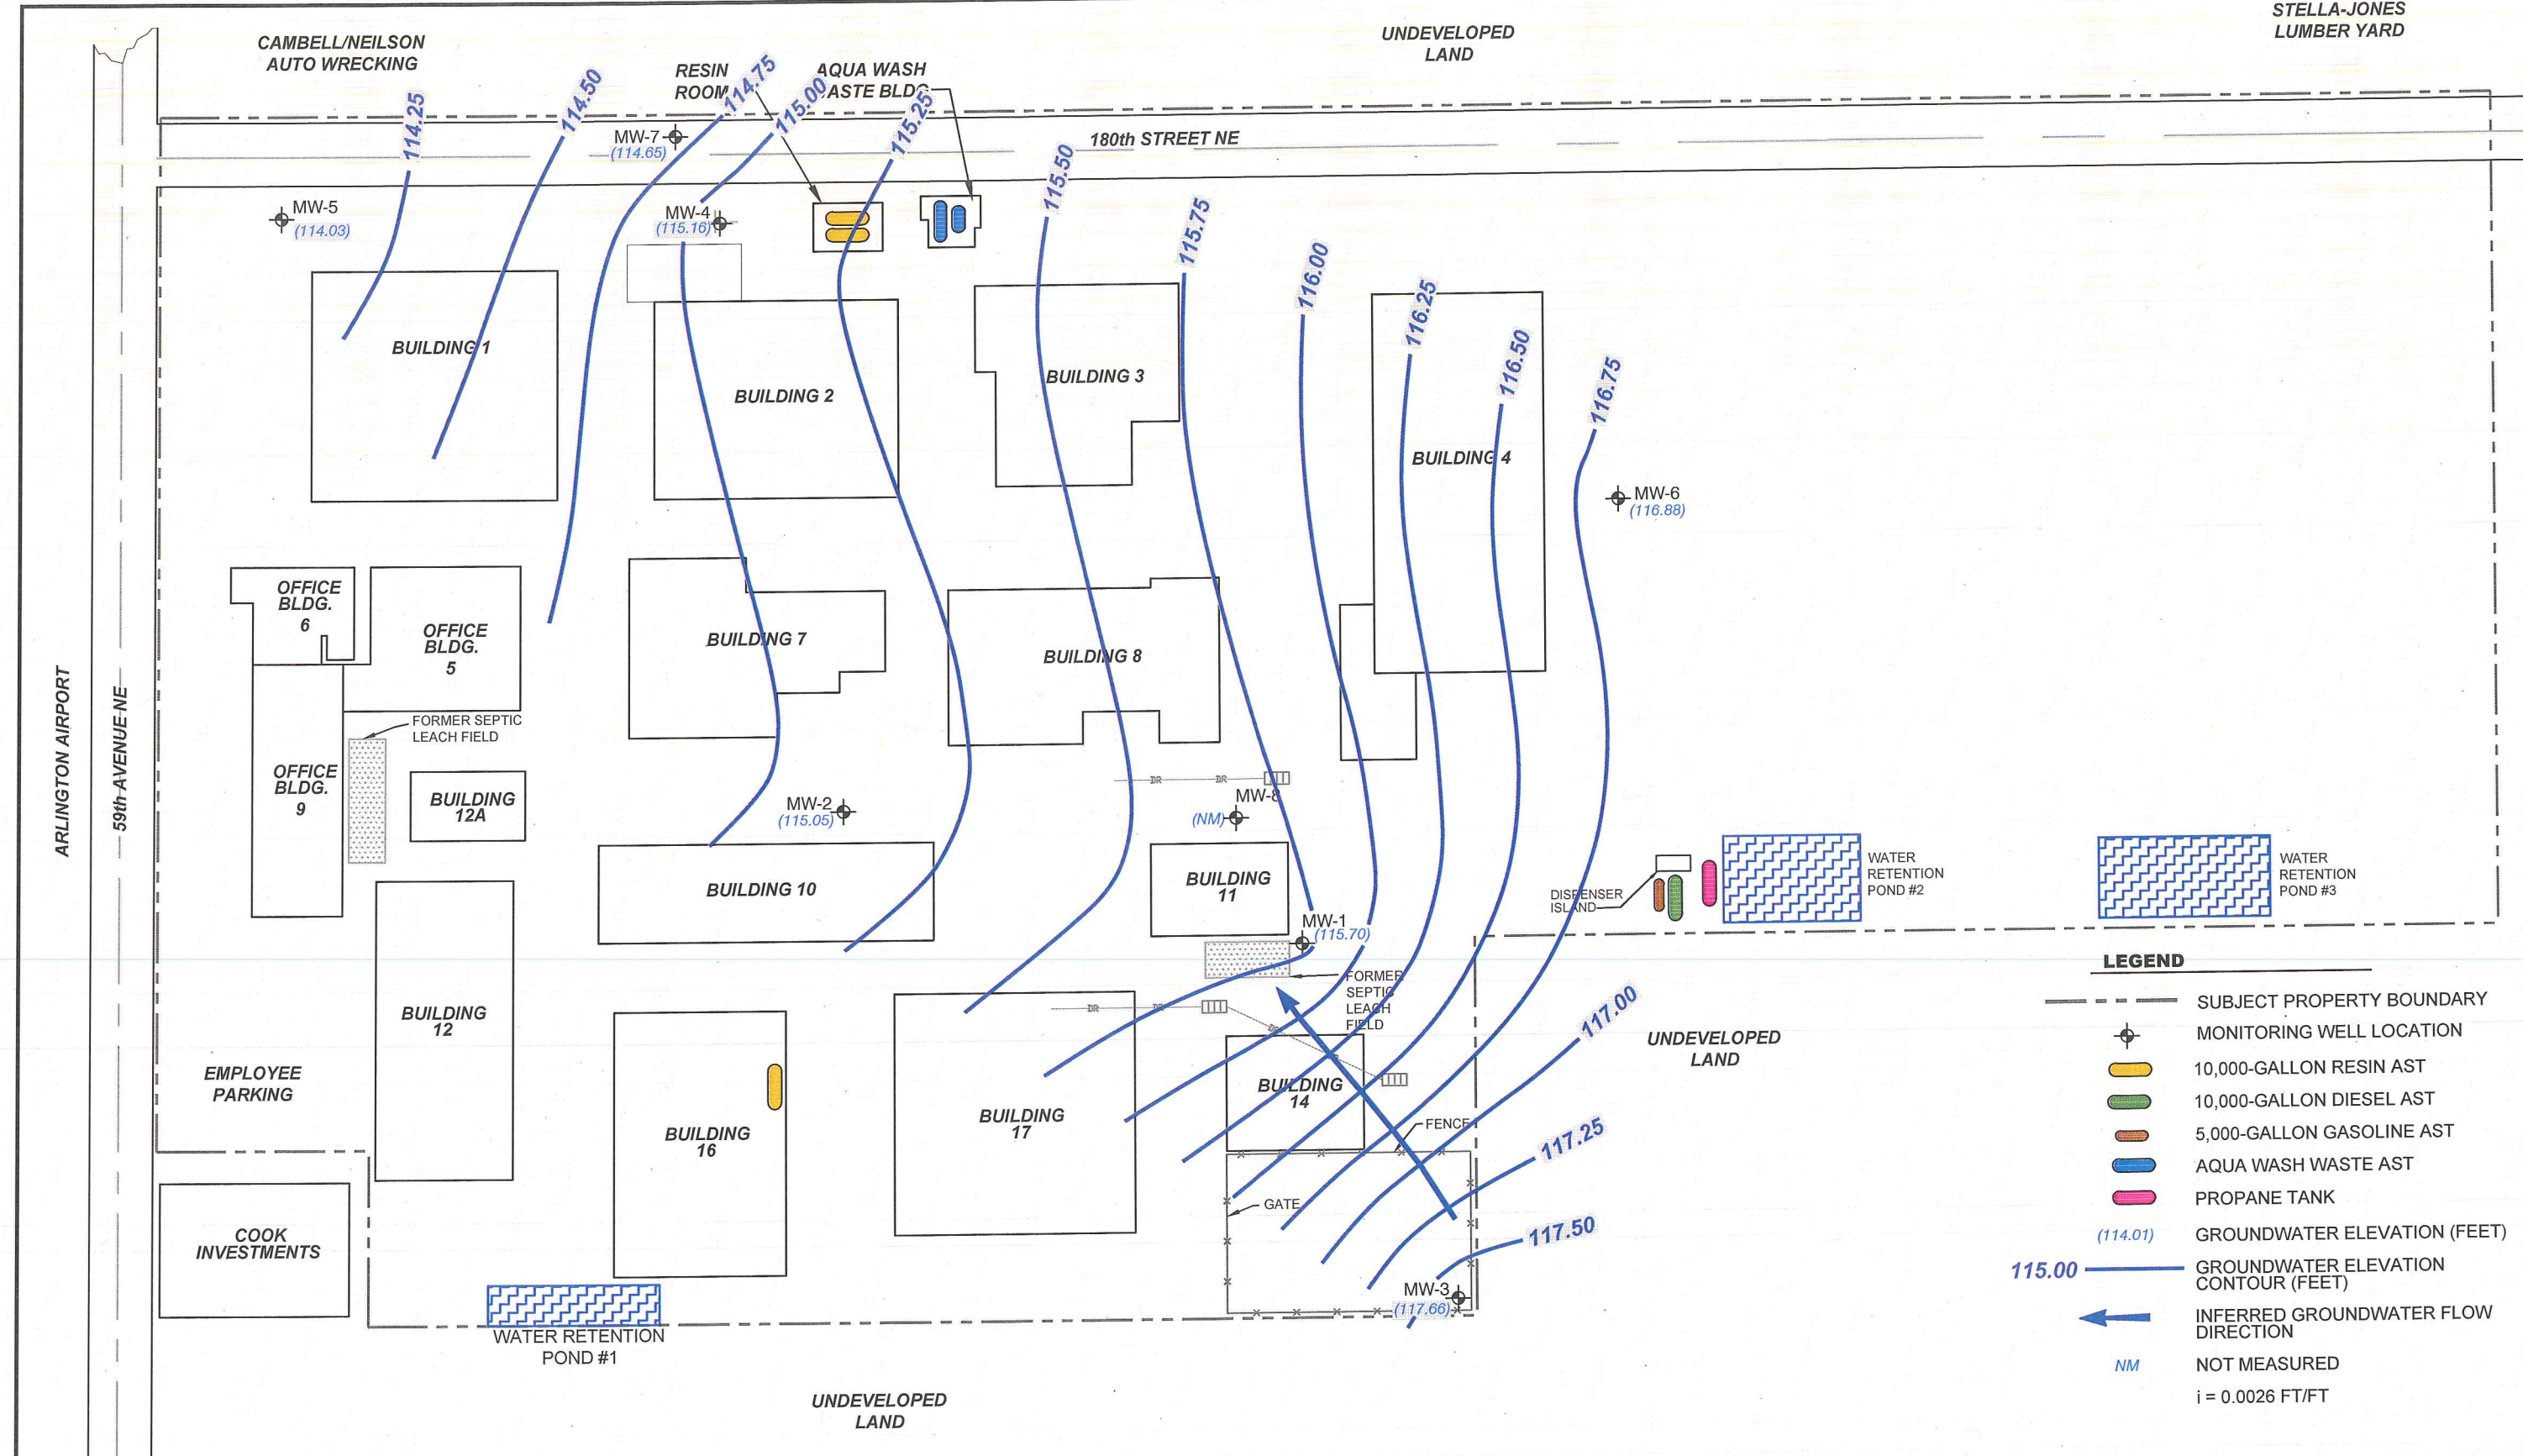 CAMBELL/NEILSON
AUTO WRECKING
RESIN
ROOM
AQUA WASH
WASTE BLDG
UNDEVELOPED
LAND
STELLA-JONES
LUMBER YARD
114.25
114.50
114.75
115.00
115.25
115.50
115.75
116.00
116.25
116.50
116.75
180th STREET NE
MW-7
(114.65)
MW-5
(114.03)
MW-4
(115.16)
BUILDING 1
BUILDING 2
BUILDING 3
BUILDING 4
MW-6
(116.88)
OFFICE
BLDG.
6
OFFICE
BLDG.
5
BUILDING 7
BUILDING 8
ARLINGTON AIRPORT
59th AVENUE NE
FORMER SEPTIC
LEACH FIELD
OFFICE
BLDG.
9
BUILDING
12A
MW-2
(115.05)
DR
DR
MW-8
(NM)
BUILDING 10
BUILDING
11
MW-1
(115.70)
DISPENSER
ISLAND
WATER
RETENTION
POND #2
WATER
RETENTION
POND #3
FORMER
SEPTIC
LEACH
FIELD
BUILDING
12
DR
DR
DR
117.00
UNDEVELOPED
LAND
EMPLOYEE
PARKING
BUILDING
16
BUILDING
17
BUILDING
14
FENCE
117.25
GATE
117.50
COOK
INVESTMENTS
MW-3
(117.66)
WATER RETENTION
POND #1
UNDEVELOPED
LAND
LEGEND
SUBJECT PROPERTY BOUNDARY
MONITORING WELL LOCATION
10,000-GALLON RESIN AST
10,000-GALLON DIESEL AST
5,000-GALLON GASOLINE AST
AQUA WASH WASTE AST
PROPANE TANK
(114.01) GROUNDWATER ELEVATION (FEET)
115.00 GROUNDWATER ELEVATION
CONTOUR (FEET)
INFERRED GROUNDWATER FLOW
DIRECTION
NM NOT MEASURED
i = 0.0026 FT/FT